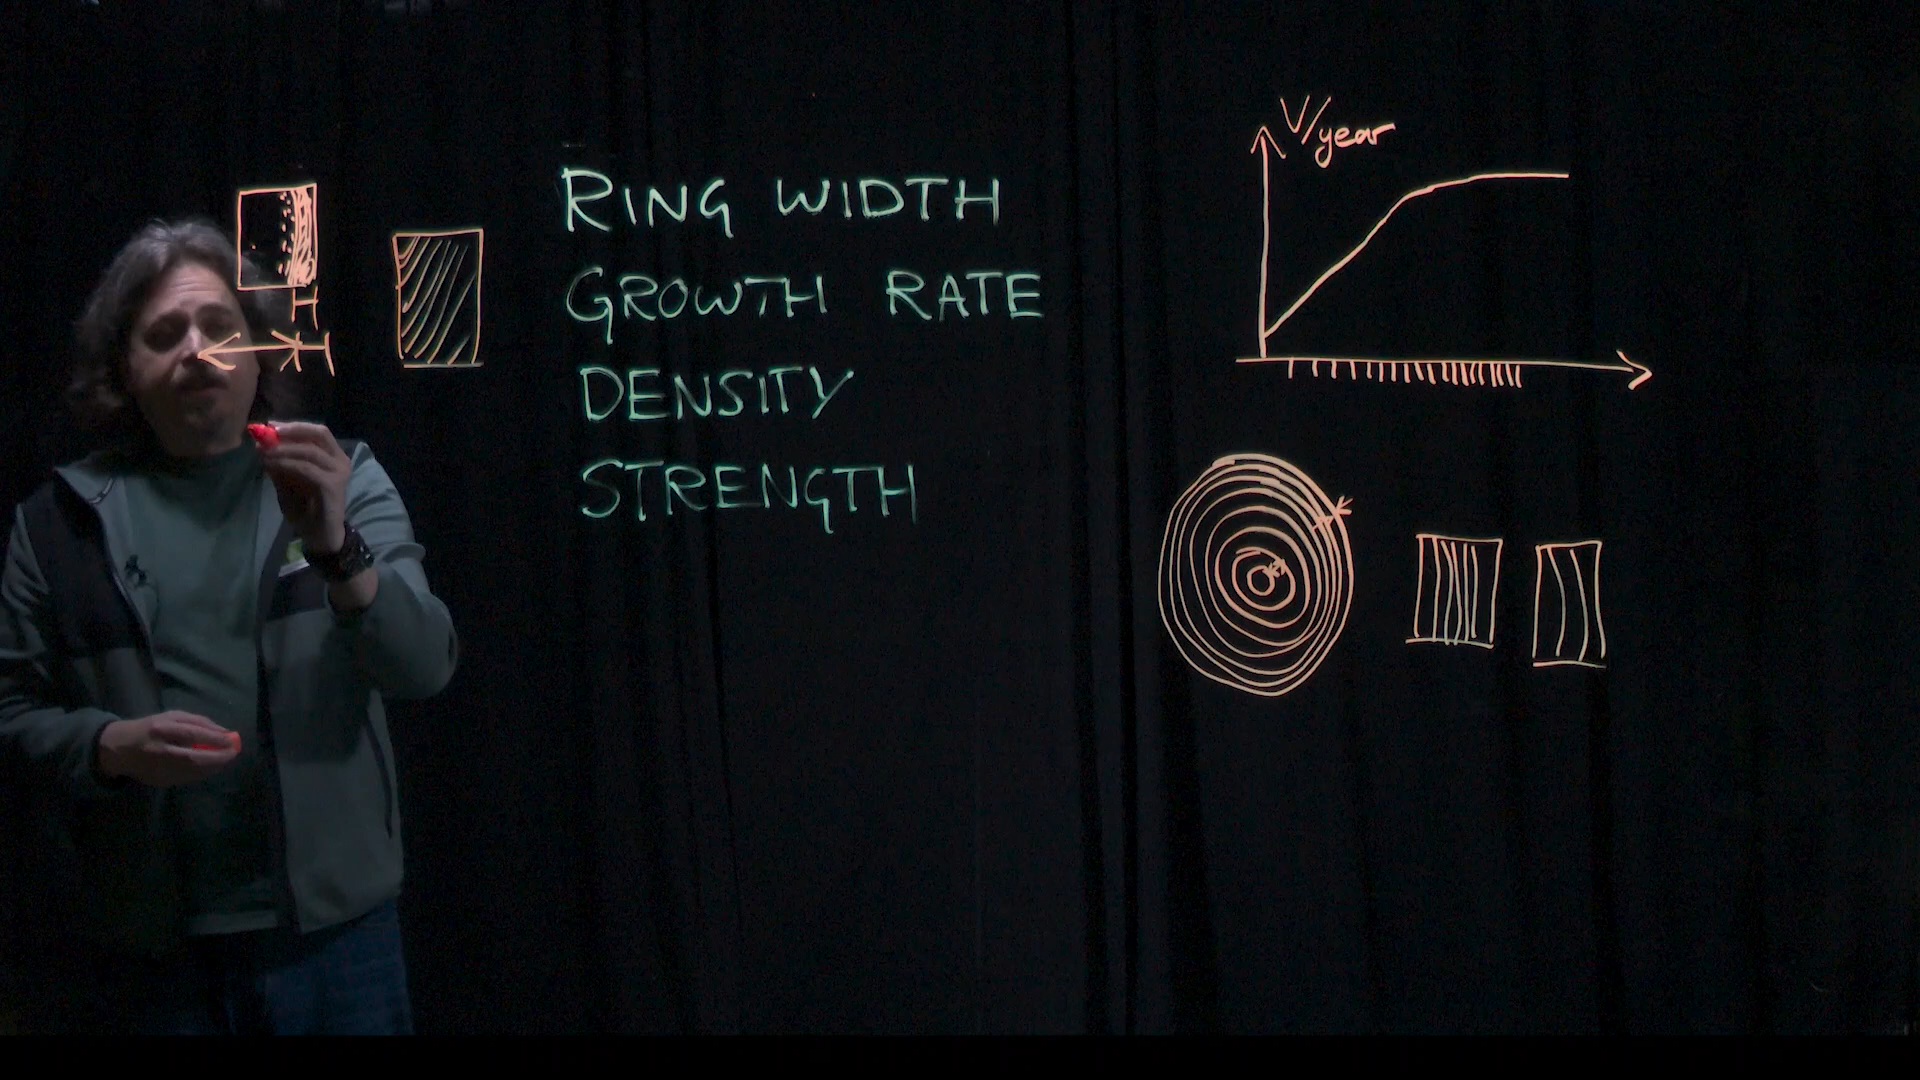 RING WIDTH
GROWTH RATE
DENSITY
STRENGTH
V/year